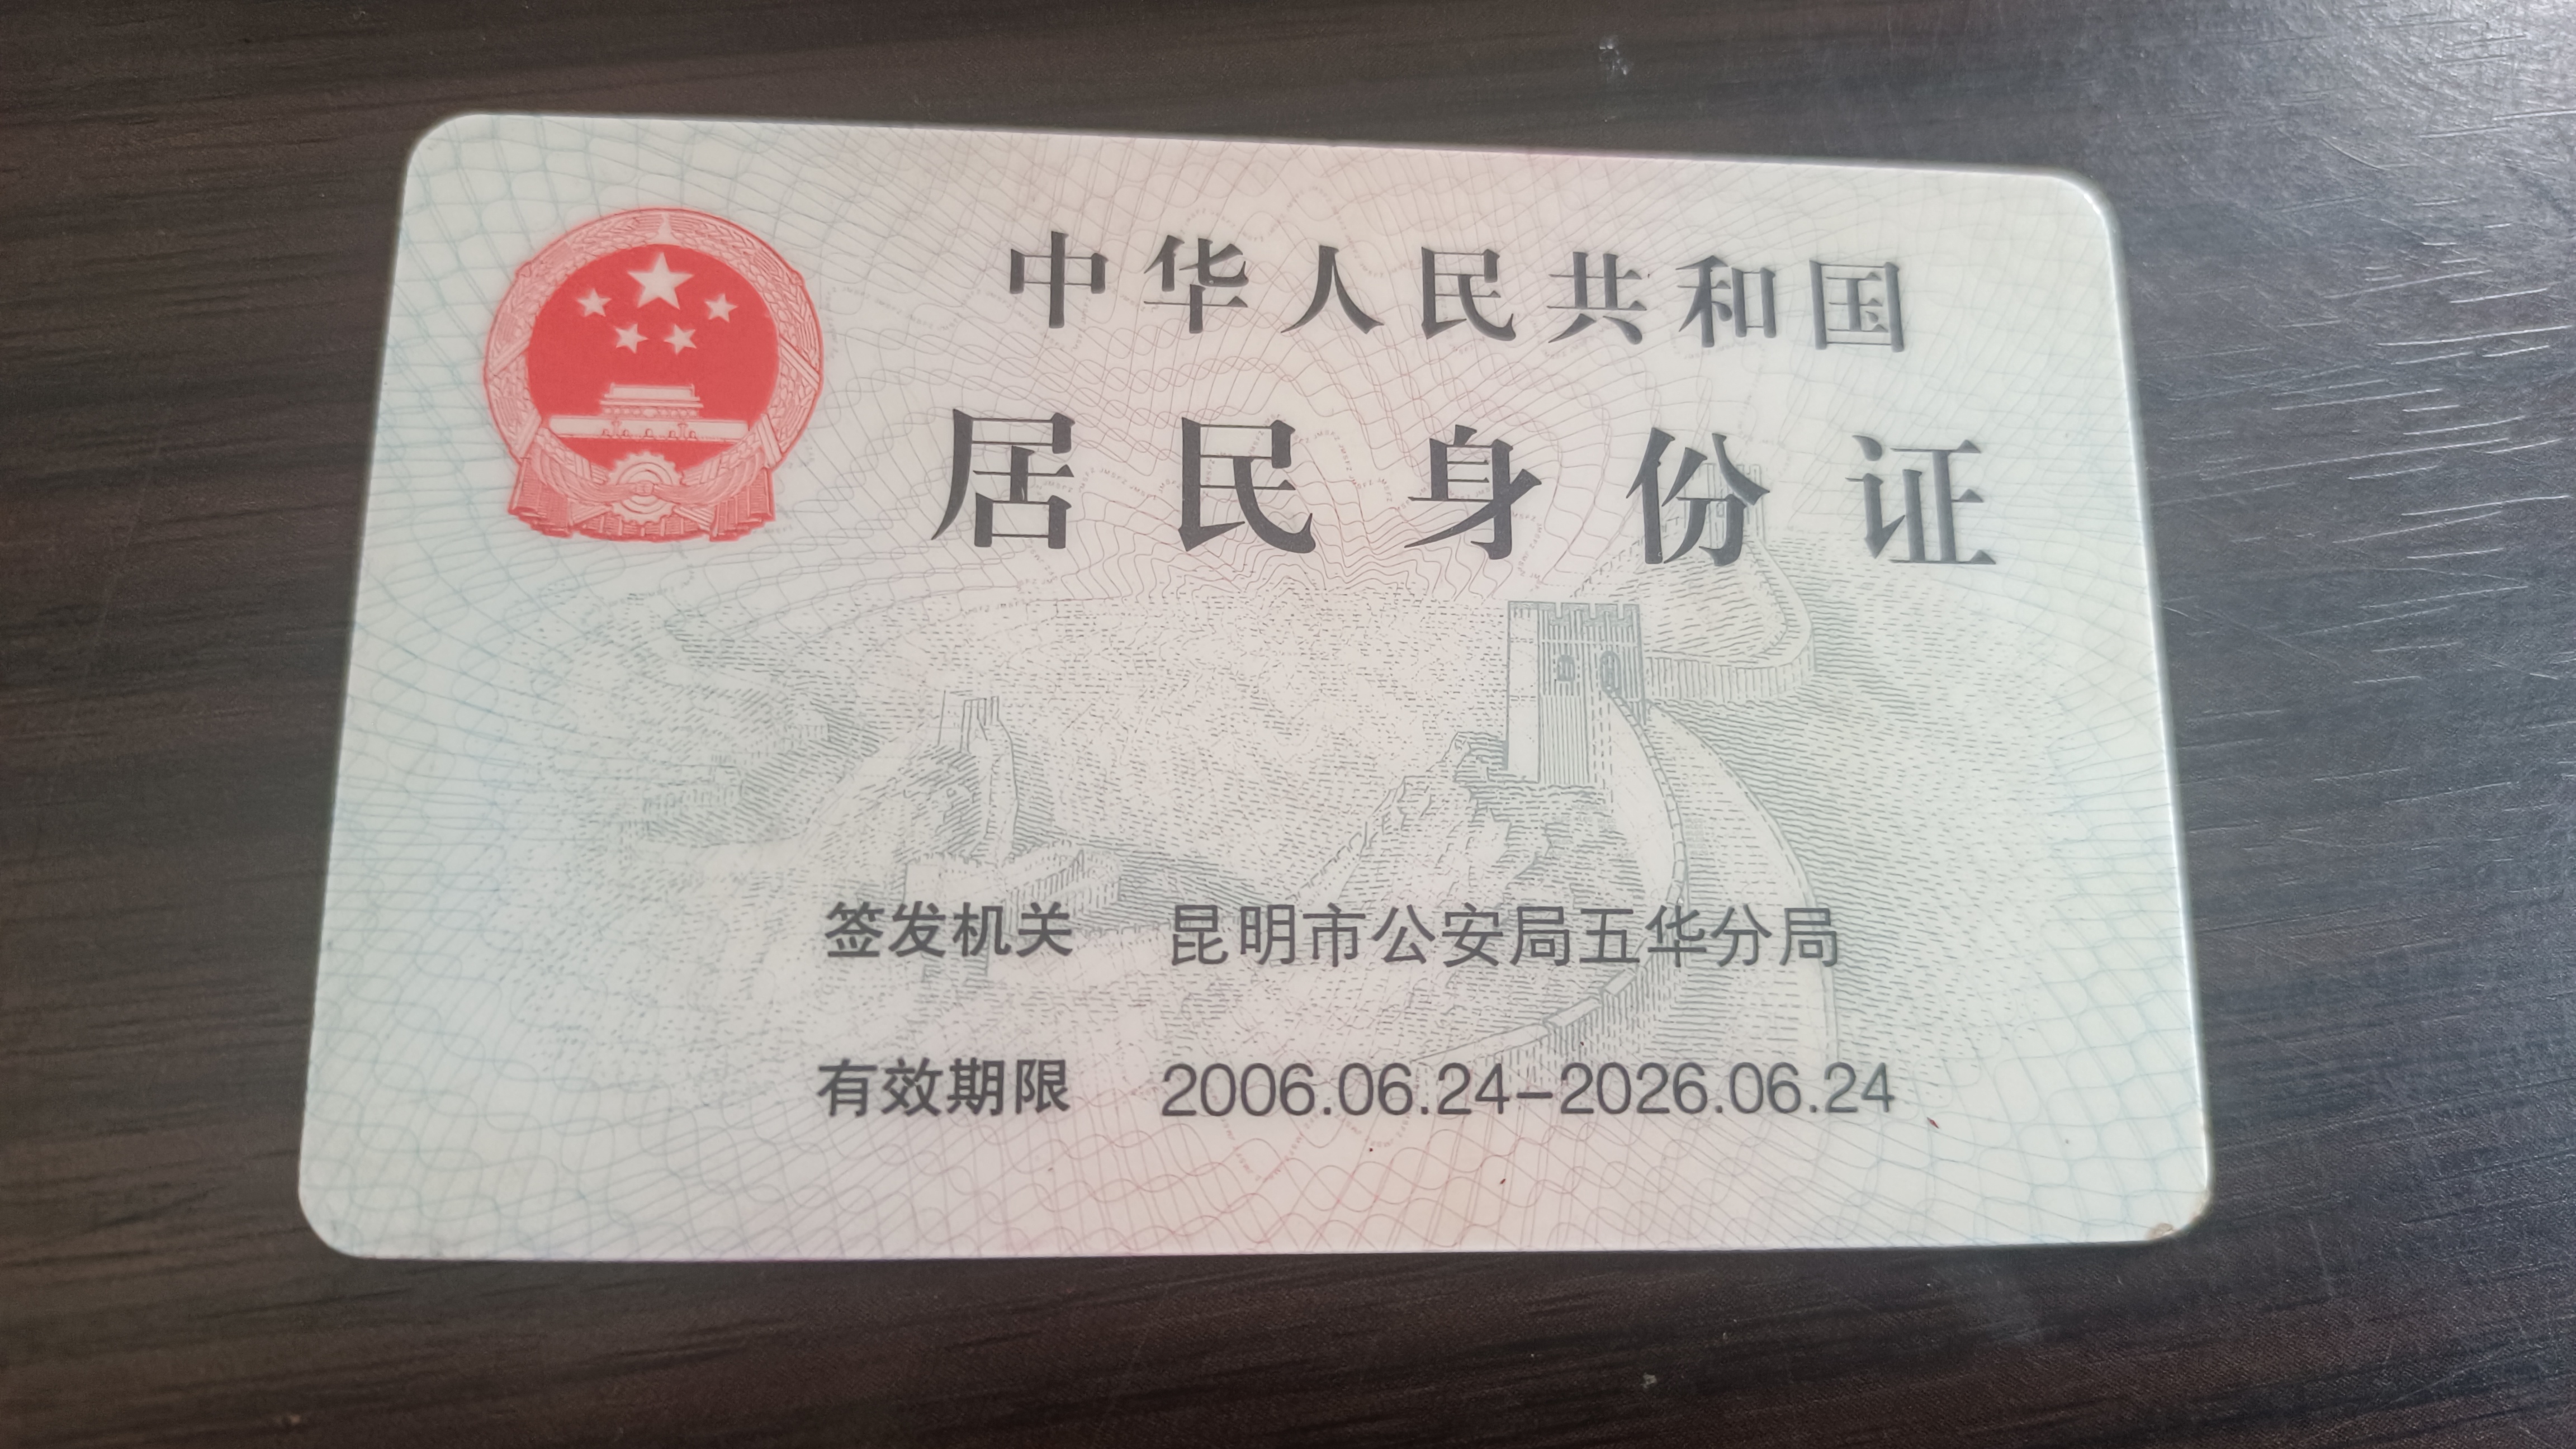 中华人民共和国
居民身份证
签发机关 昆明市公安局五华分局
有效期限 2006.06.24-2026.06.24